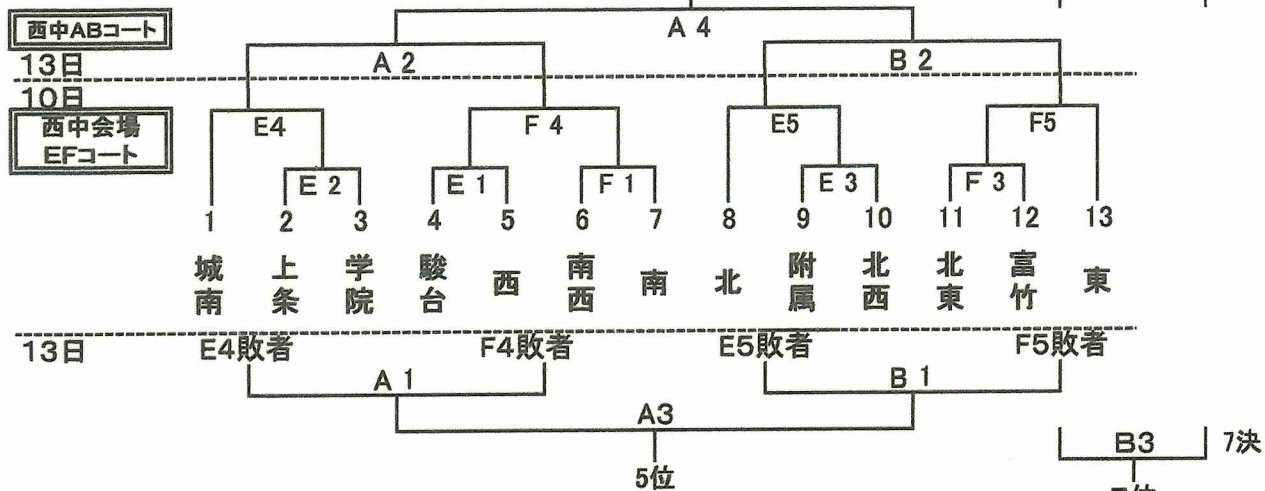 A 4
西中ABコート
13日
A 2
B 2
10日
西中会場
EFコート
E4
F 4
E5
F5
E 2
E 1
F 1
E 3
F 3
1 2 3 4 5 6 7 8 9 10 11 12 13
城南 上条 学院 駿台 西 南西 南 北 附属 北西 北東 富竹 東
13日
E4敗者 F4敗者 E5敗者 F5敗者
A 1
B 1
A3
B3 7決
5位